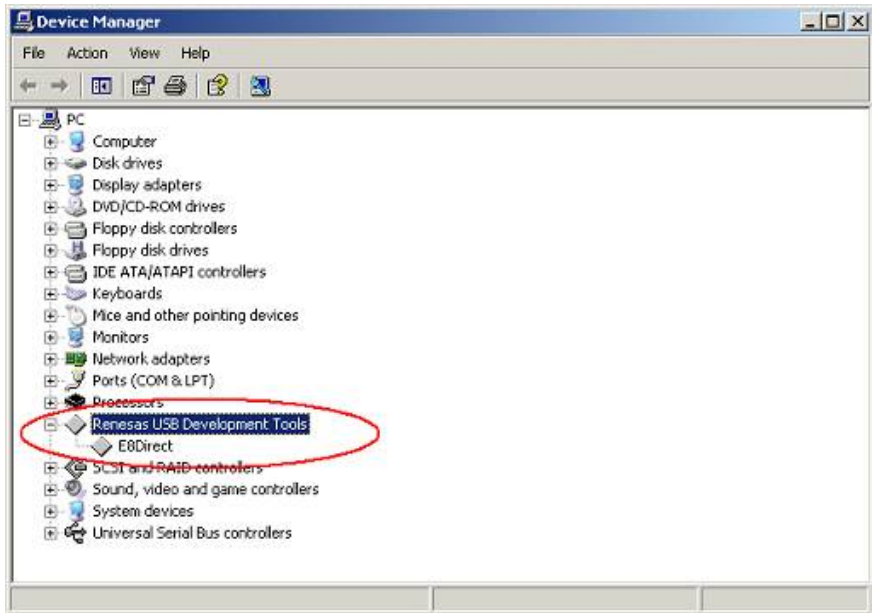 Device Manager
File Action View Help
PC
Computer
Disk drives
Display adapters
DVD/CD-ROM drives
Floppy disk controllers
Floppy disk drives
IDE ATA/ATAPI controllers
Keyboards
Mice and other pointing devices
Monitors
Network adapters
Ports (COM & LPT)
Processors
Renesas USB Development Tools
E8Direct
SCSI and RAID controllers
Sound, video and game controllers
System devices
Universal Serial Bus controllers